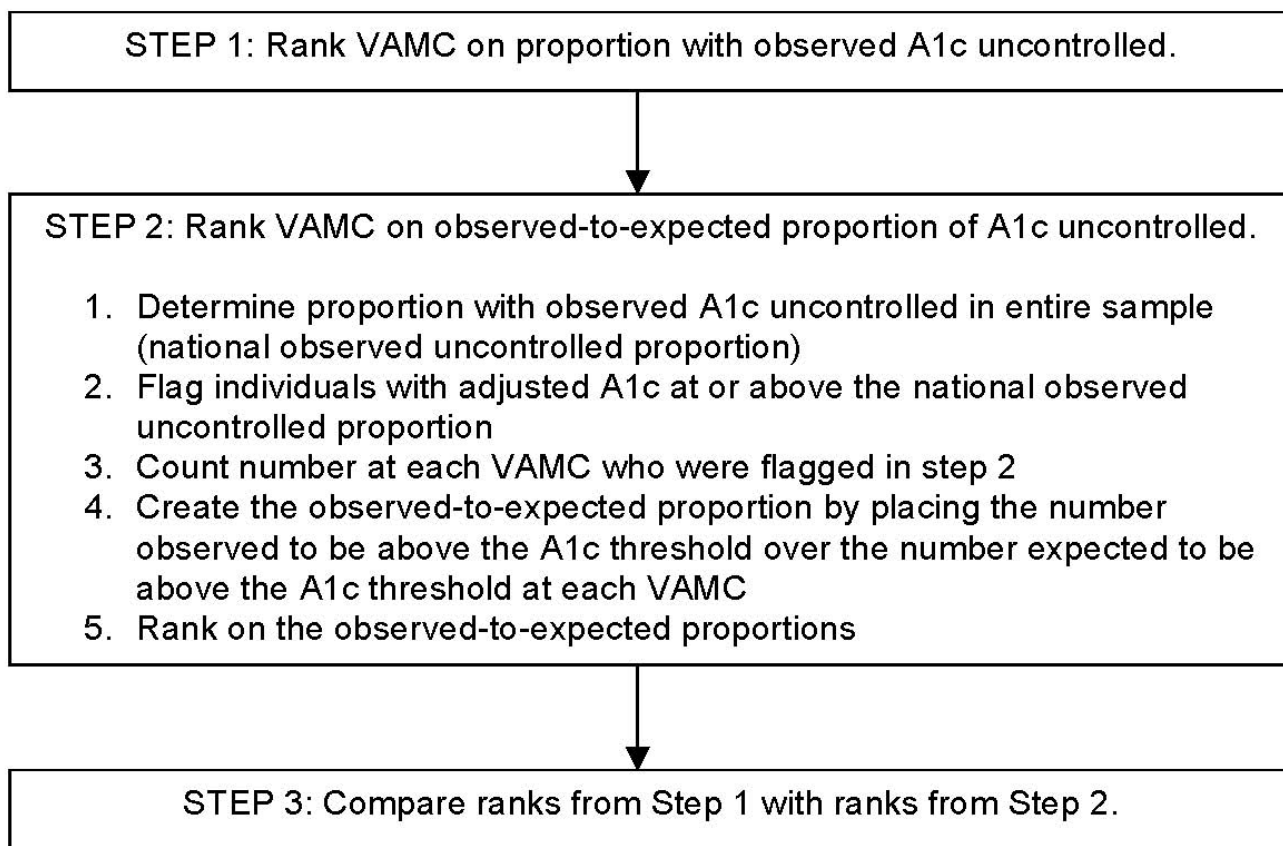 STEP 1: Rank VAMC on proportion with observed A1c uncontrolled.
STEP 2: Rank VAMC on observed-to-expected proportion of A1c uncontrolled.
1. Determine proportion with observed A1c uncontrolled in entire sample
(national observed uncontrolled proportion)
2. Flag individuals with adjusted A1c at or above the national observed
uncontrolled proportion
3. Count number at each VAMC who were flagged in step 2
4. Create the observed-to-expected proportion by placing the number
observed to be above the A1c threshold over the number expected to be
above the A1c threshold at each VAMC
5. Rank on the observed-to-expected proportions
STEP 3: Compare ranks from Step 1 with ranks from Step 2.